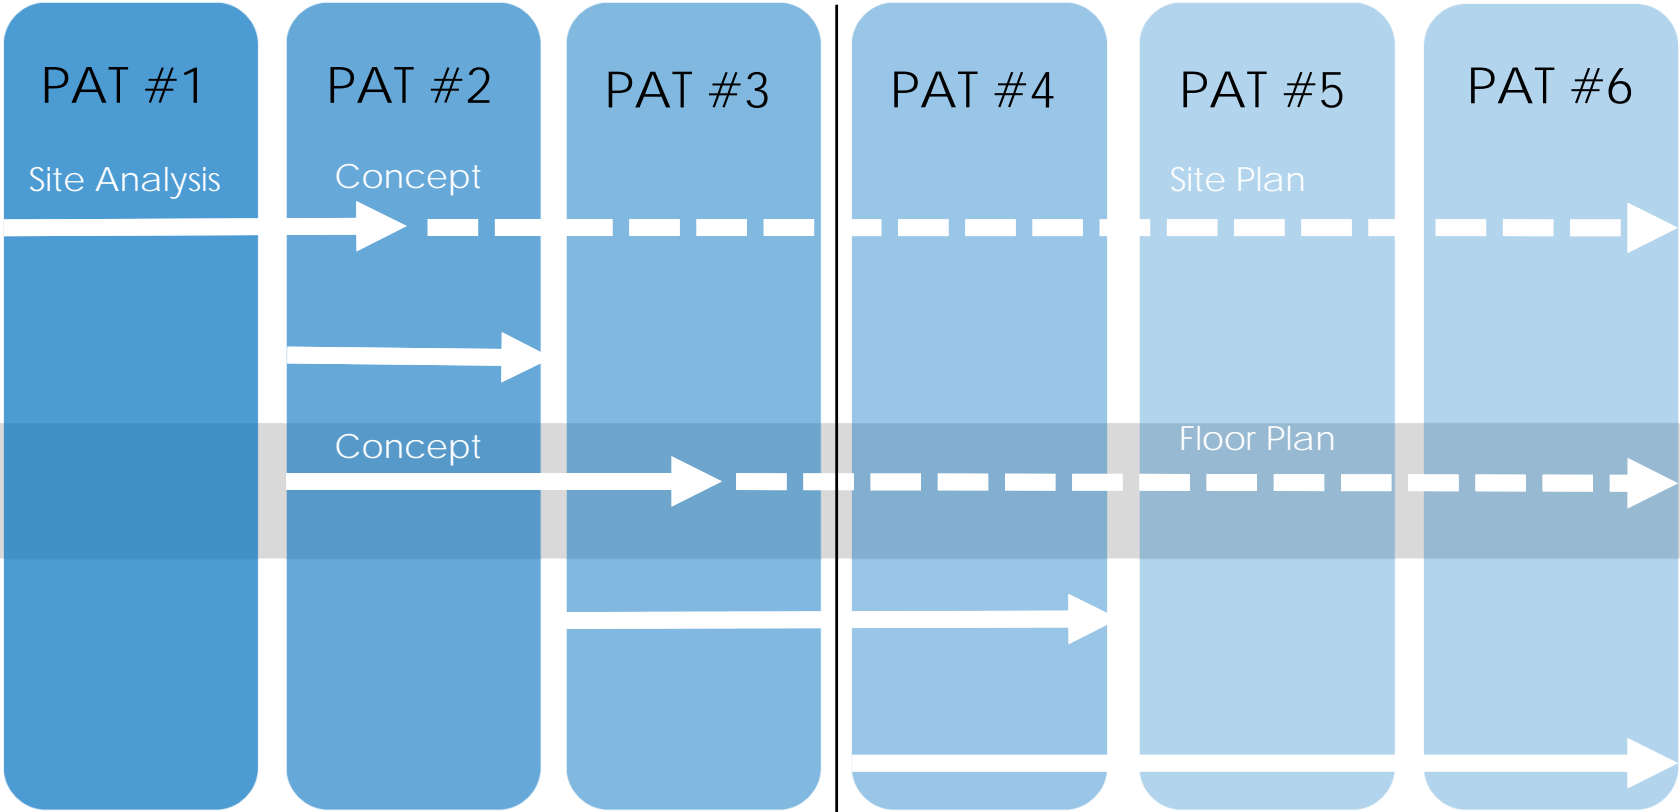 PAT #1
PAT #2
PAT #3
PAT #4
PAT #5
PAT #6
Site Analysis
Concept
Site Plan
Concept
Floor Plan